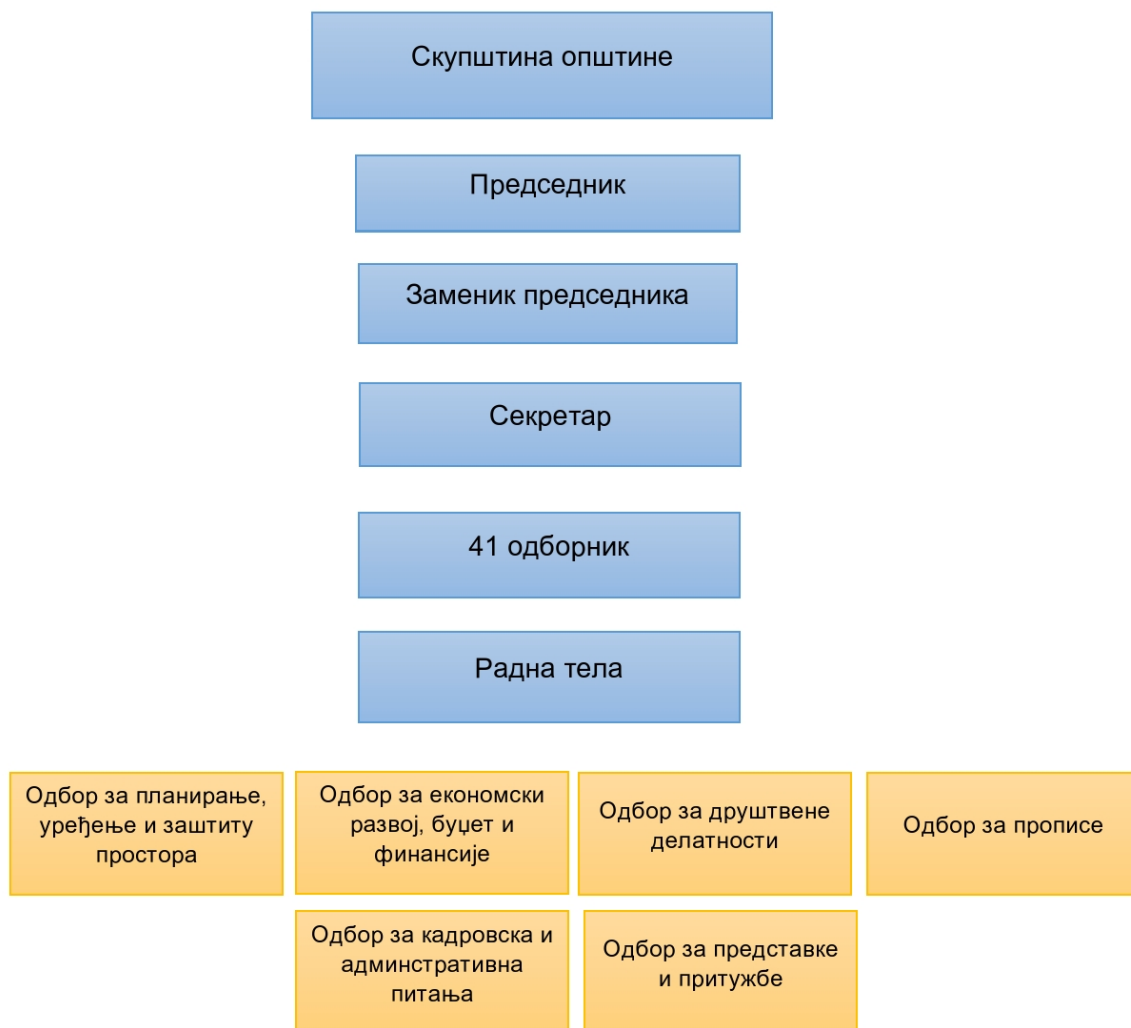 Скупштина општине
Председник
Заменик председника
Секретар
41 одборник
Радна тела
Одбор за планирање,
уређење и заштиту
простора
Одбор за економски
развој, буџет и
финансије
Одбор за друштвене
делатности
Одбор за прописе
Одбор за кадровска и
админстративна
питања
Одбор за представке
и притужбе